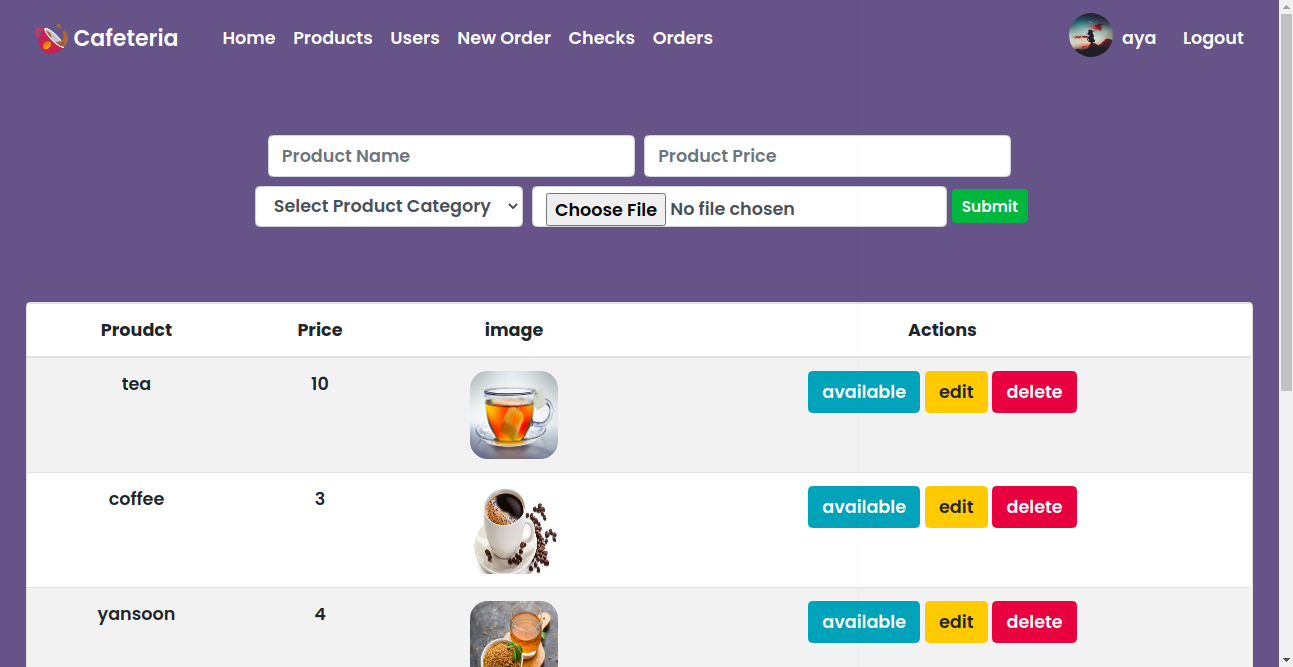 Cafeteria Home Products Users New Order Checks Orders aya Logout
Product Name Product Price
Select Product Category Choose File No file chosen Submit
Proudct Price image Actions
tea 10 available edit delete
coffee 3 available edit delete
yansoon 4 available edit delete